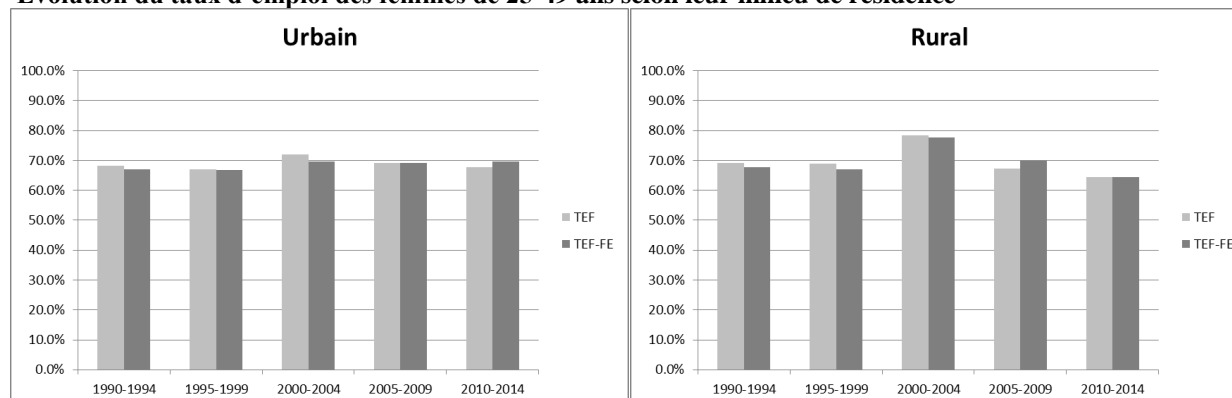 Evolution du taux d'emploi des femmes de 25-49 ans selon leur milieu de résidence
Urbain
100.0%
90.0%
80.0%
70.0%
60.0%
50.0%
40.0%
30.0%
20.0%
10.0%
0.0%
1990-1994 1995-1999 2000-2004 2005-2009 2010-2014
TEF
TEF-FE
Rural
100.0%
90.0%
80.0%
70.0%
60.0%
50.0%
40.0%
30.0%
20.0%
10.0%
0.0%
1990-1994 1995-1999 2000-2004 2005-2009 2010-2014
TEF
TEF-FE